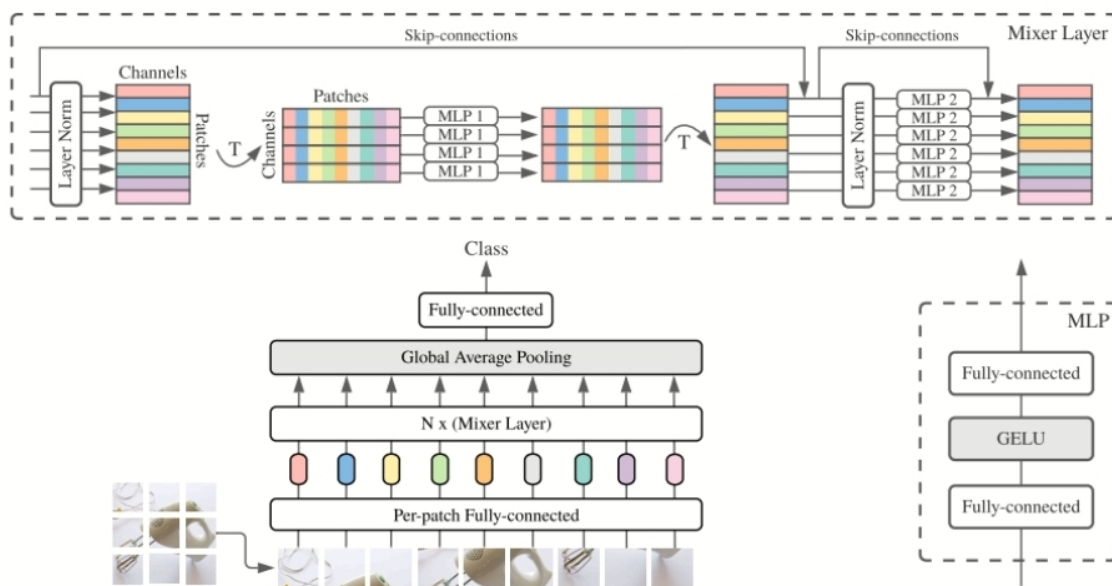 Skip-connections
Skip-connections
Mixer Layer
Channels
Layer Norm
Patches
T
Patches
Channels
MLP 1
MLP 1
MLP 1
MLP 1
T
Layer Norm
MLP 2
MLP 2
MLP 2
MLP 2
MLP 2
MLP 2
Class
Fully-connected
Global Average Pooling
N x (Mixer Layer)
Per-patch Fully-connected
MLP
Fully-connected
GELU
Fully-connected